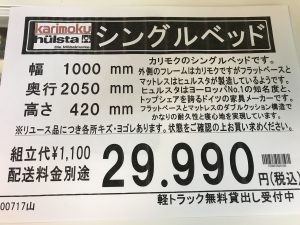 karimoku
hülsta
シングルベッド
幅 1000 mm
奥行 2050 mm
高さ 420 mm
カリモクのシングルベッドです。
外側のフレームはカリモクですがフラットベースと
マットレスはヒュルスタが製造しているようです。
ヒュルスタはヨーロッパNo.1の知名度と、
トップシェアを誇るドイツの家具メーカーです。
フラットベースとマットレスのダブルクッション構造で
かなりの耐久性と寝心地を実現しています。
※リユース品につき各所キズ・ヨゴレあります。状態をご確認の上お買い求めください。
組立代¥1,100
配送料金別途
29.990円(税込)
00717山
軽トラック無料貸出し受付中